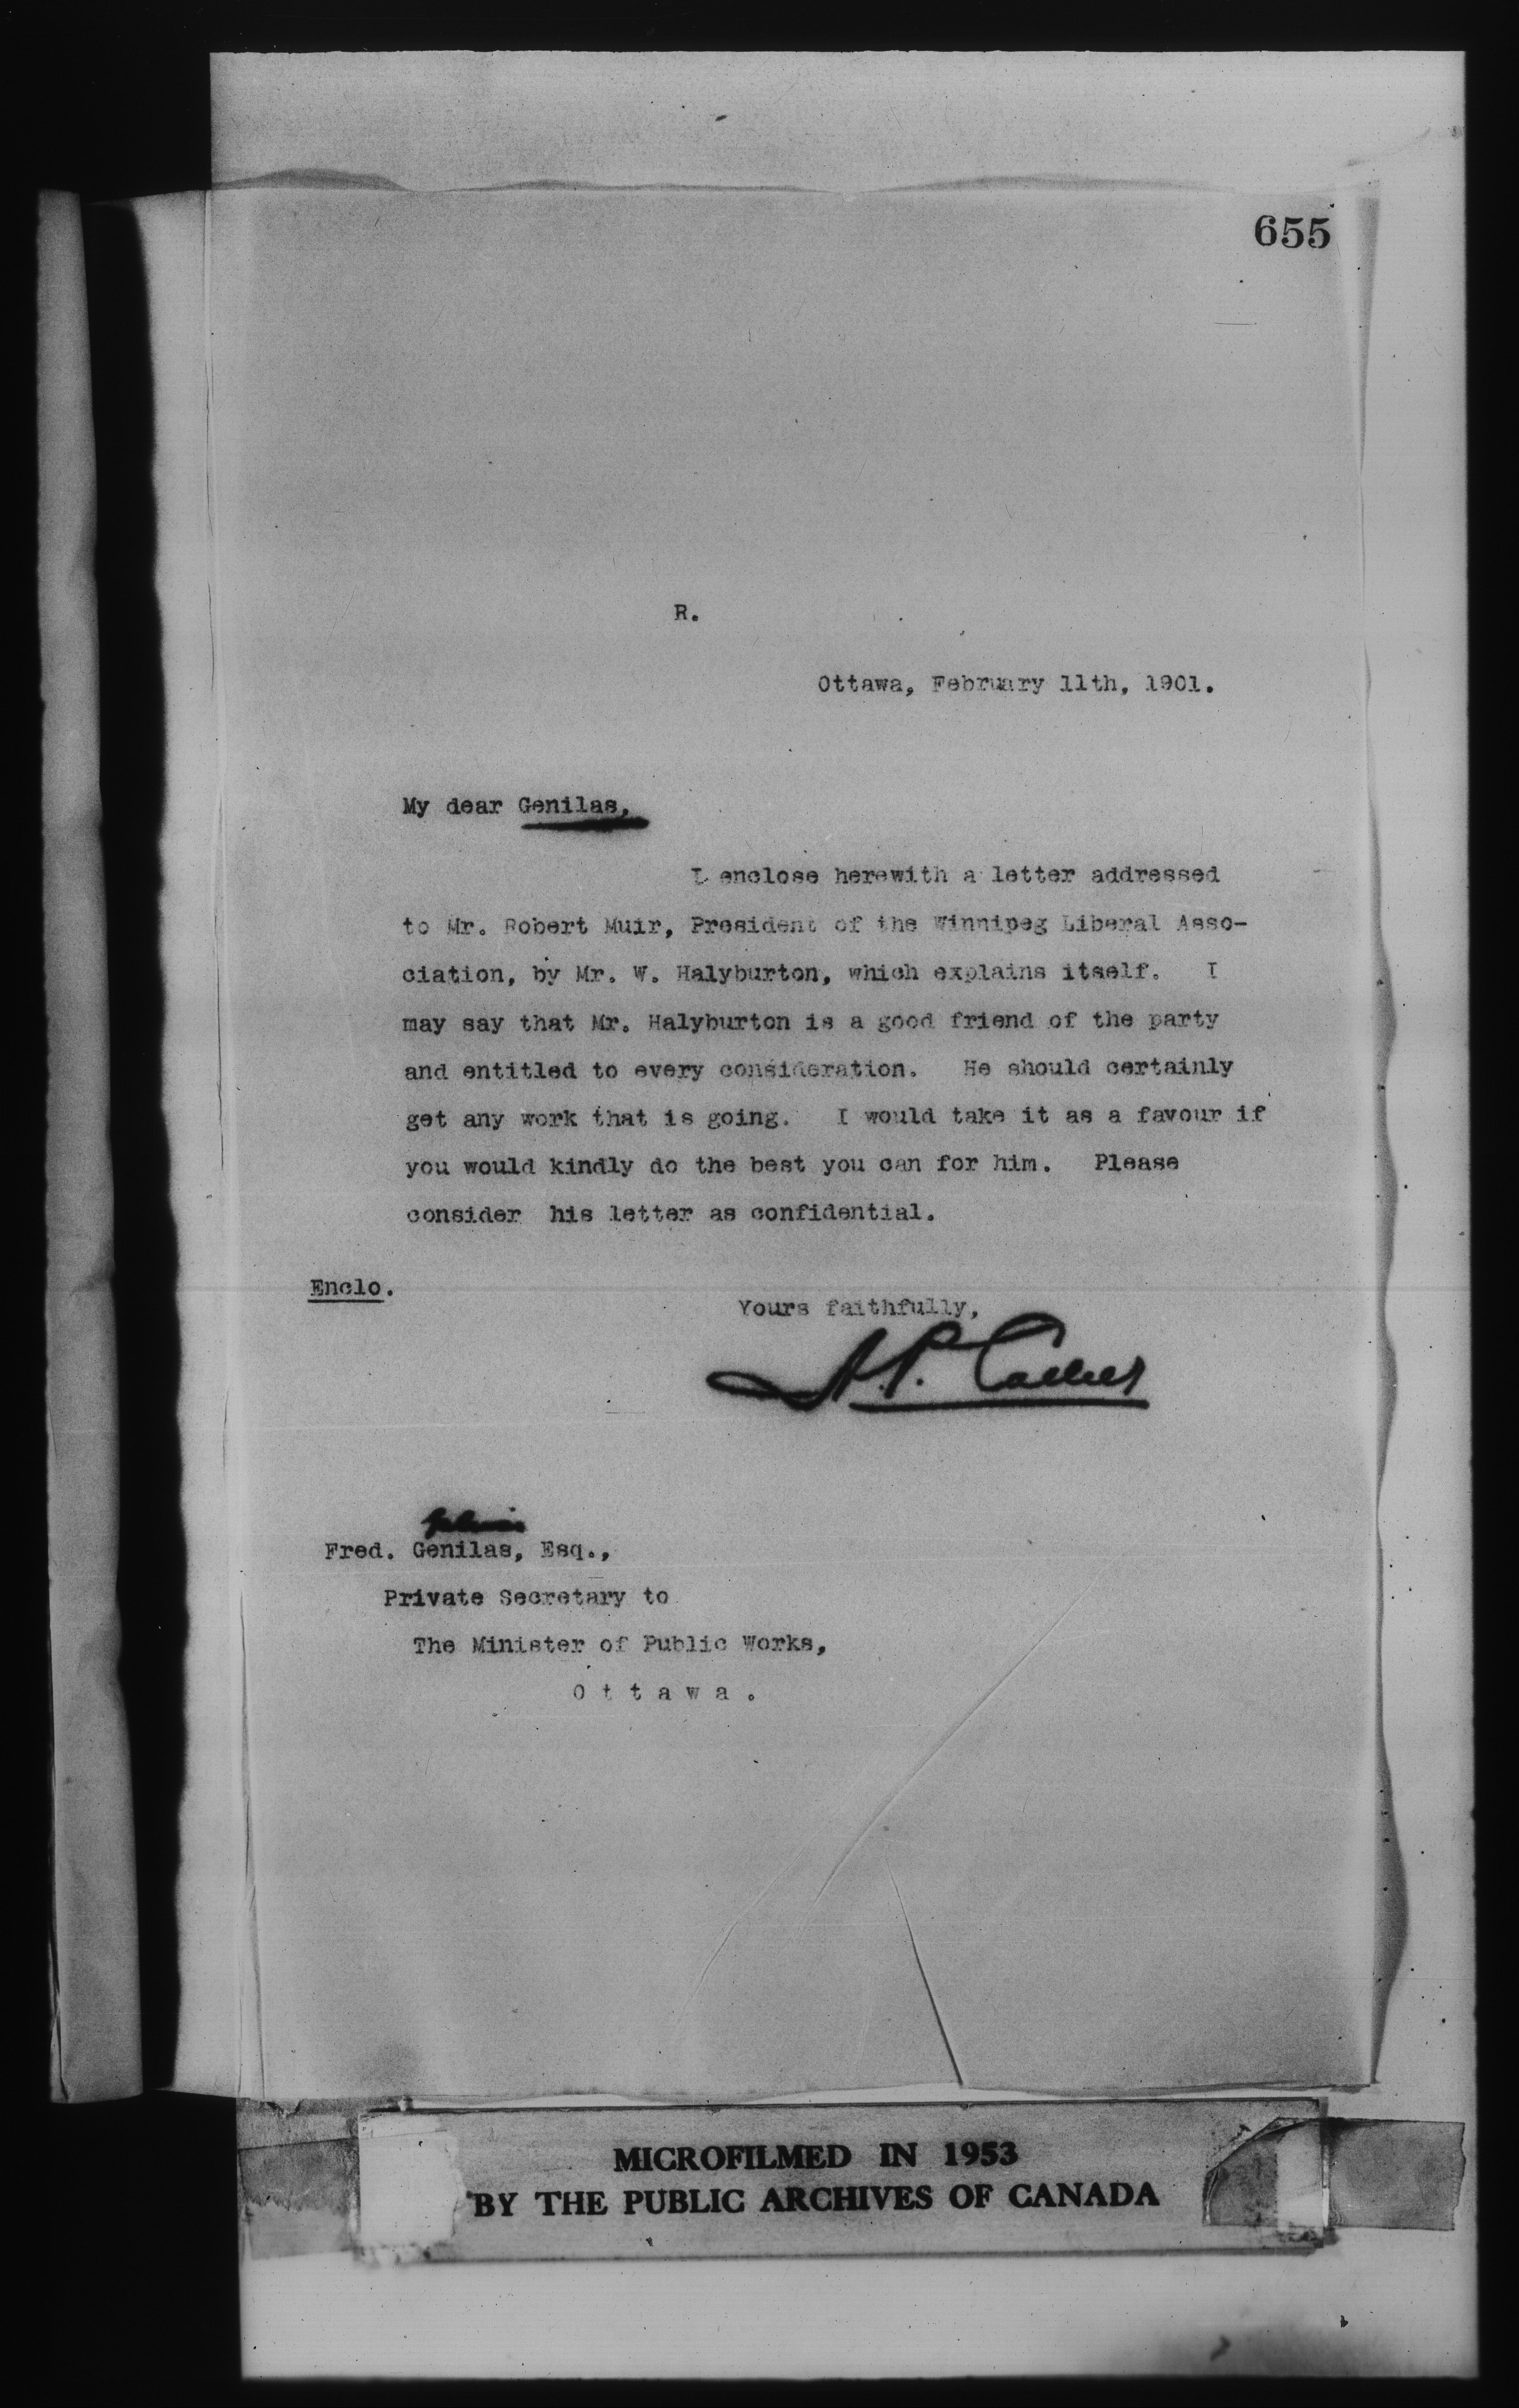 655
R.
Ottawa, February 11th, 1901.
My dear Genilas,
I enclose herewith a letter addressed
to Mr. Robert Muir, President of the Winnipeg Liberal Asso-
ciation, by Mr. W. Halyburton, which explains itself. I
may say that Mr. Halyburton is a good friend of the party
and entitled to every consideration. He should certainly
get any work that is going. I would take it as a favour if
you would kindly do the best you can for him. Please
consider his letter as confidential.
Enclo.
Yours faithfully,
A.P. Collier
Fred. Genilas, Esq.,
Private Secretary to
The Minister of Public Works,
Ottawa.
MICROFILMED IN 1953
BY THE PUBLIC ARCHIVES OF CANADA